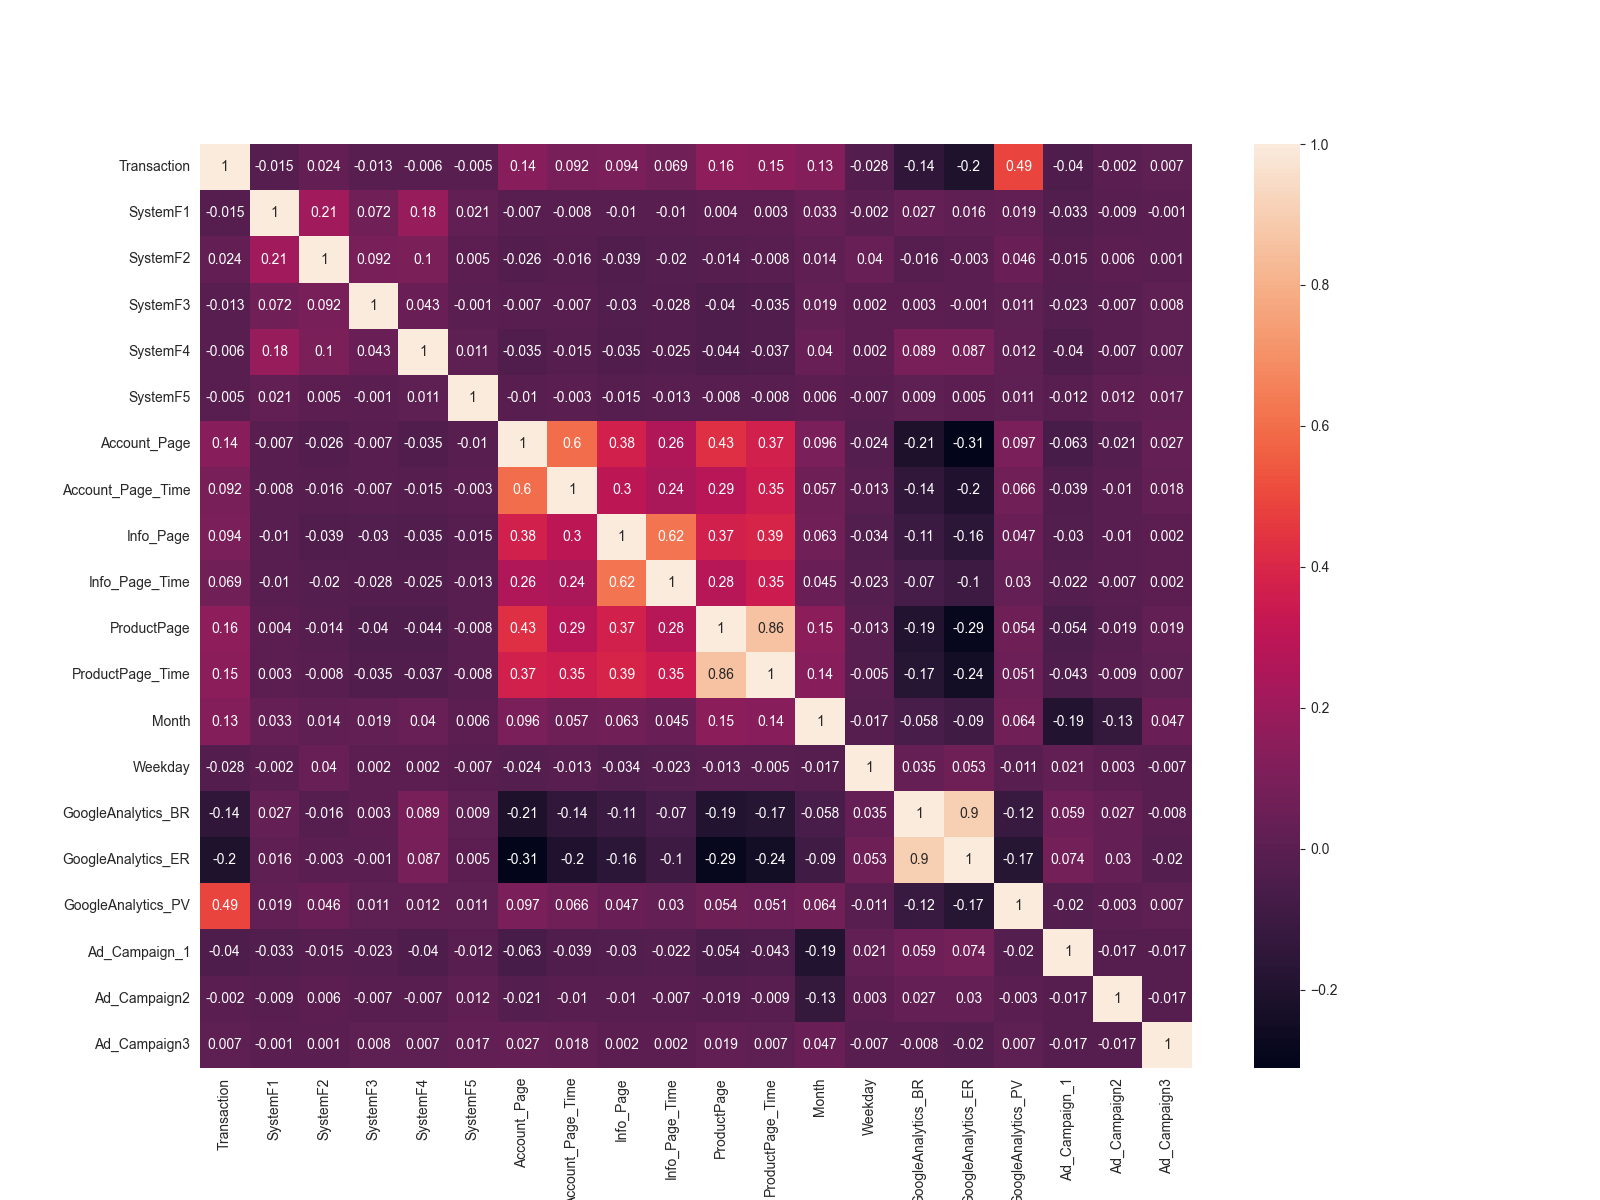 Transaction 1 -0.015 0.024 -0.013 -0.006 -0.005 0.14 0.092 0.094 0.069 0.16 0.15 0.13 -0.028 -0.14 -0.2 0.49 -0.04 -0.002 0.007
SystemF1 -0.015 1 0.21 0.072 0.18 0.021 -0.007 -0.008 -0.01 -0.01 0.004 0.003 0.033 -0.002 0.027 0.016 0.019 -0.033 -0.009 -0.001
SystemF2 0.024 0.21 1 0.092 0.1 0.005 -0.026 -0.016 -0.039 -0.02 -0.014 -0.008 0.014 0.04 -0.016 -0.003 0.046 -0.015 0.006 0.001
SystemF3 -0.013 0.072 0.092 1 0.043 -0.001 -0.007 -0.007 -0.03 -0.028 -0.04 -0.035 0.019 0.002 0.003 -0.001 0.011 -0.023 -0.007 0.008
SystemF4 -0.006 0.18 0.1 0.043 1 0.011 -0.035 -0.015 -0.035 -0.025 -0.044 -0.037 0.04 0.002 0.089 0.087 0.012 -0.04 -0.007 0.007
SystemF5 -0.005 0.021 0.005 -0.001 0.011 1 -0.01 -0.003 -0.015 -0.013 -0.008 -0.008 0.006 -0.007 0.009 0.005 0.011 -0.012 0.012 0.017
Account_Page 0.14 -0.007 -0.026 -0.007 -0.035 -0.01 1 0.6 0.38 0.26 0.43 0.37 0.096 -0.024 -0.21 -0.31 0.097 -0.063 -0.021 0.027
Account_Page_Time 0.092 -0.008 -0.016 -0.007 -0.015 -0.003 0.6 1 0.3 0.24 0.29 0.35 0.057 -0.013 -0.14 -0.2 0.066 -0.039 -0.01 0.018
Info_Page 0.094 -0.01 -0.039 -0.03 -0.035 -0.015 0.38 0.3 1 0.62 0.37 0.39 0.063 -0.034 -0.11 -0.16 0.047 -0.03 -0.01 0.002
Info_Page_Time 0.069 -0.01 -0.02 -0.028 -0.025 -0.013 0.26 0.24 0.62 1 0.28 0.35 0.045 -0.023 -0.07 -0.1 0.03 -0.022 -0.007 0.002
ProductPage 0.16 0.004 -0.014 -0.04 -0.044 -0.008 0.43 0.29 0.37 0.28 1 0.86 0.15 -0.013 -0.19 -0.29 0.054 -0.054 -0.019 0.019
ProductPage_Time 0.15 0.003 -0.008 -0.035 -0.037 -0.008 0.37 0.35 0.39 0.35 0.86 1 0.14 -0.005 -0.17 -0.24 0.051 -0.043 -0.009 0.007
Month 0.13 0.033 0.014 0.019 0.04 0.006 0.096 0.057 0.063 0.045 0.15 0.14 1 -0.017 -0.058 -0.09 0.064 -0.19 -0.13 0.047
Weekday -0.028 -0.002 0.04 0.002 0.002 -0.007 -0.024 -0.013 -0.034 -0.023 -0.013 -0.005 -0.017 1 0.035 0.053 -0.011 0.021 0.003 -0.007
GoogleAnalytics_BR -0.14 0.027 -0.016 0.003 0.089 0.009 -0.21 -0.14 -0.11 -0.07 -0.19 -0.17 -0.058 0.035 1 0.9 -0.12 0.059 0.027 -0.008
GoogleAnalytics_ER -0.2 0.016 -0.003 -0.001 0.087 0.005 -0.31 -0.2 -0.16 -0.1 -0.29 -0.24 -0.09 0.053 0.9 1 -0.17 0.074 0.03 -0.02
GoogleAnalytics_PV 0.49 0.019 0.046 0.011 0.012 0.011 0.097 0.066 0.047 0.03 0.054 0.051 0.064 -0.011 -0.12 -0.17 1 -0.02 -0.003 0.007
Ad_Campaign_1 -0.04 -0.033 -0.015 -0.023 -0.04 -0.012 -0.063 -0.039 -0.03 -0.022 -0.054 -0.043 -0.19 0.021 0.059 0.074 -0.02 1 -0.017 -0.017
Ad_Campaign2 -0.002 -0.009 0.006 -0.007 -0.007 0.012 -0.021 -0.01 -0.01 -0.007 -0.019 -0.009 -0.13 0.003 0.027 0.03 -0.003 -0.017 1 -0.017
Ad_Campaign3 0.007 -0.001 0.001 0.008 0.007 0.017 0.027 0.018 0.002 0.002 0.019 0.007 0.047 -0.007 -0.008 -0.02 0.007 -0.017 -0.017 1
Transaction
SystemF1
SystemF2
SystemF3
SystemF4
SystemF5
Account_Page
Account_Page_Time
Info_Page
Info_Page_Time
ProductPage
ProductPage_Time
Month
Weekday
GoogleAnalytics_BR
GoogleAnalytics_ER
GoogleAnalytics_PV
Ad_Campaign_1
Ad_Campaign2
Ad_Campaign3
1.0
0.8
0.6
0.4
0.2
0.0
−0.2